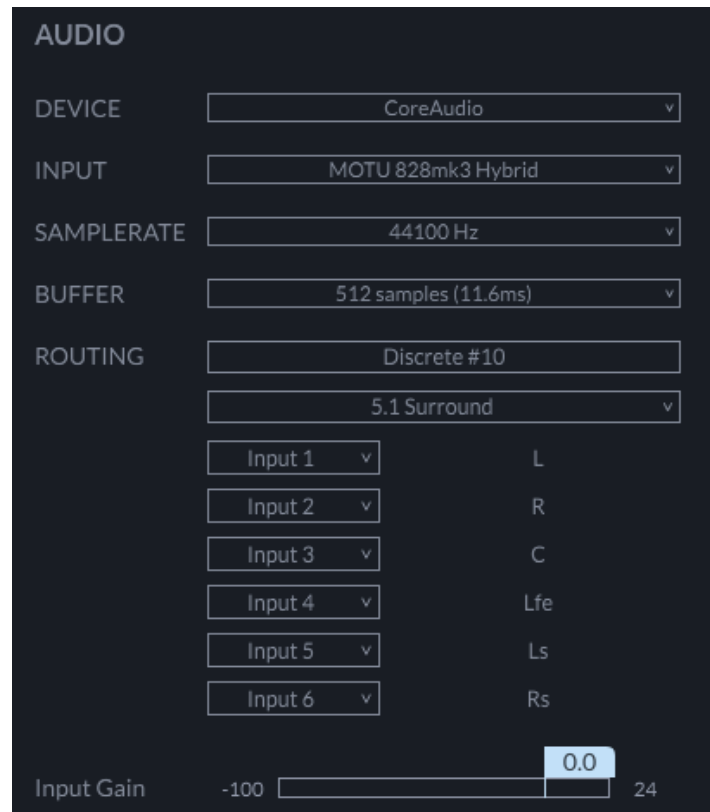 AUDIO
DEVICE CoreAudio
INPUT MOTU 828mk3 Hybrid
SAMPLERATE 44100 Hz
BUFFER 512 samples (11.6ms)
ROUTING Discrete #10
5.1 Surround
Input 1 L
Input 2 R
Input 3 C
Input 4 Lfe
Input 5 Ls
Input 6 Rs
0.0
Input Gain -100 24